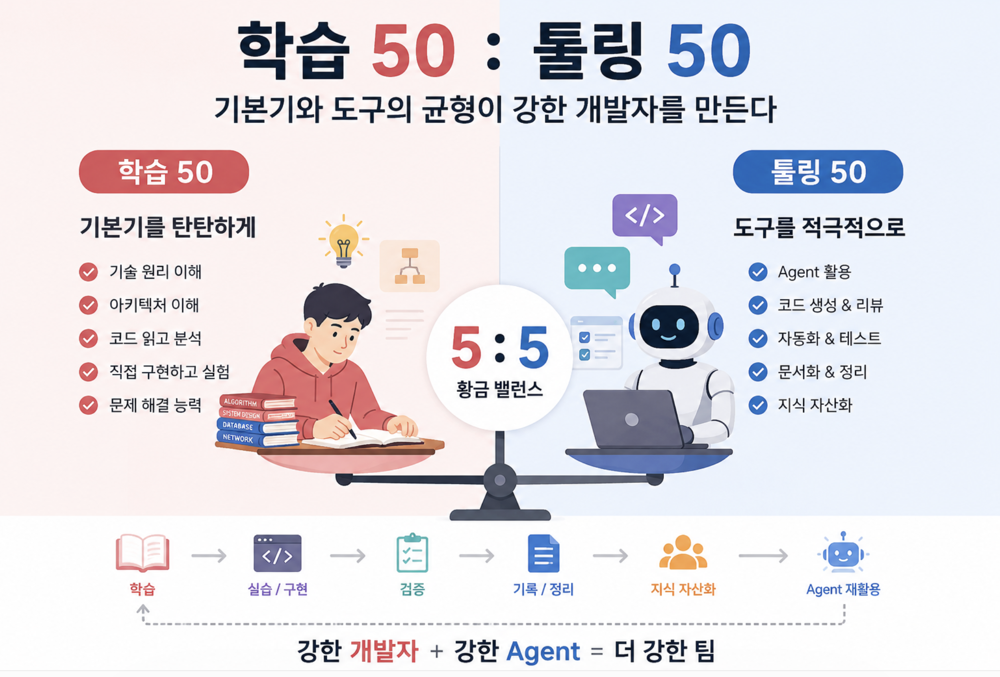 학습 50 : 툴링 50
기본기와 도구의 균형이 강한 개발자를 만든다
학습 50
기본기를 탄탄하게
기술 원리 이해
아키텍처 이해
코드 읽고 분석
직접 구현하고 실험
문제 해결 능력
ALGORITHM
SYSTEM DESIGN
DATABASE
NETWORK
5:5
황금 밸런스
</>
툴링 50
도구를 적극적으로
Agent 활용
코드 생성 & 리뷰
자동화 & 테스트
문서화 & 정리
지식 자산화
</>
학습
실습 / 구현
검증
기록 / 정리
지식 자산화
Agent 재활용
강한 개발자 + 강한 Agent = 더 강한 팀